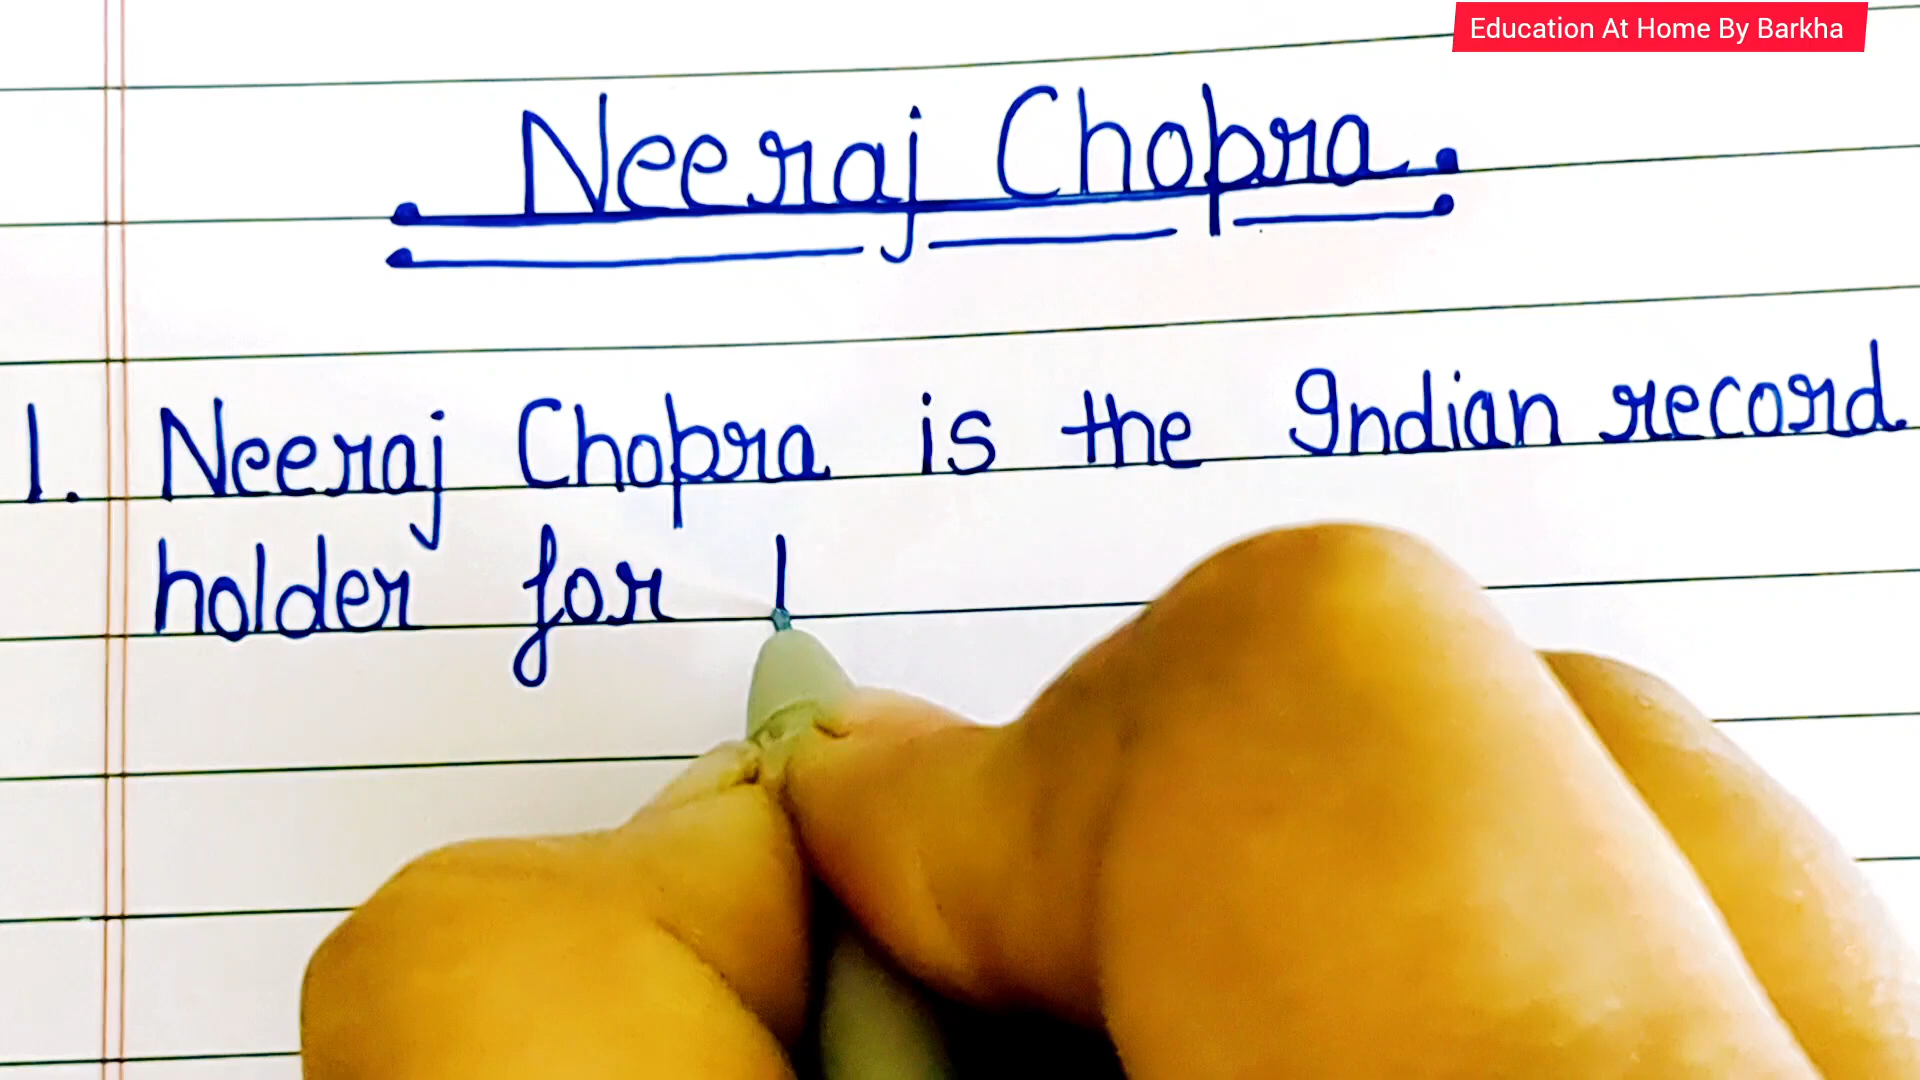 Education At Home By Barkha
Neeraj Chopra
1. Neeraj Chopra is the Indian record
holder for